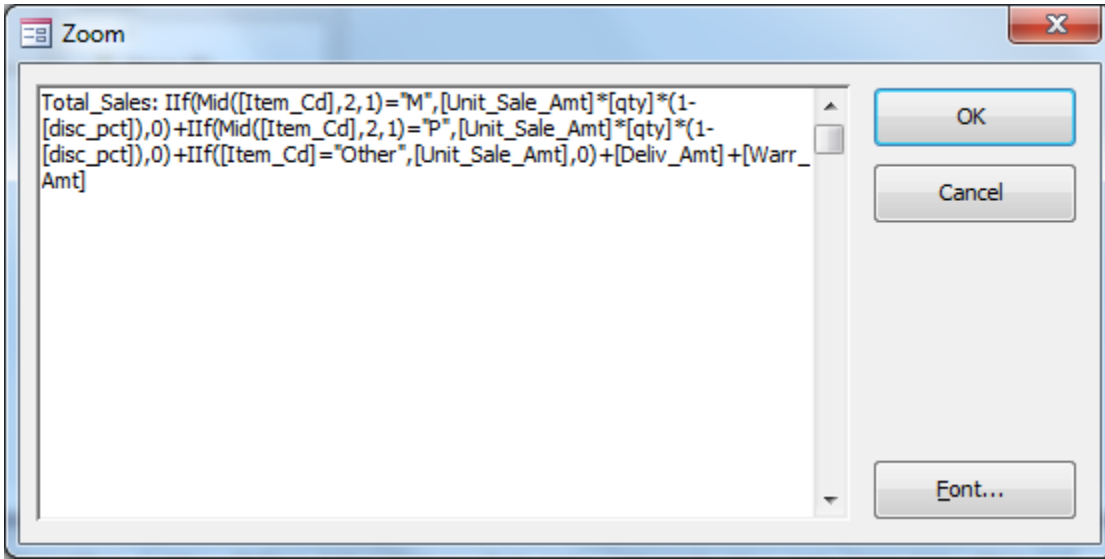 Zoom
Total_Sales: IIf(Mid([Item_Cd],2,1)="M",[Unit_Sale_Amt]*[qty]*(1-
[disc_pct]),0)+IIf(Mid([Item_Cd],2,1)="P",[Unit_Sale_Amt]*[qty]*(1-
[disc_pct]),0)+IIf([Item_Cd]="Other",[Unit_Sale_Amt],0)+[Deliv_Amt]+[Warr_
Amt]
OK
Cancel
Font...